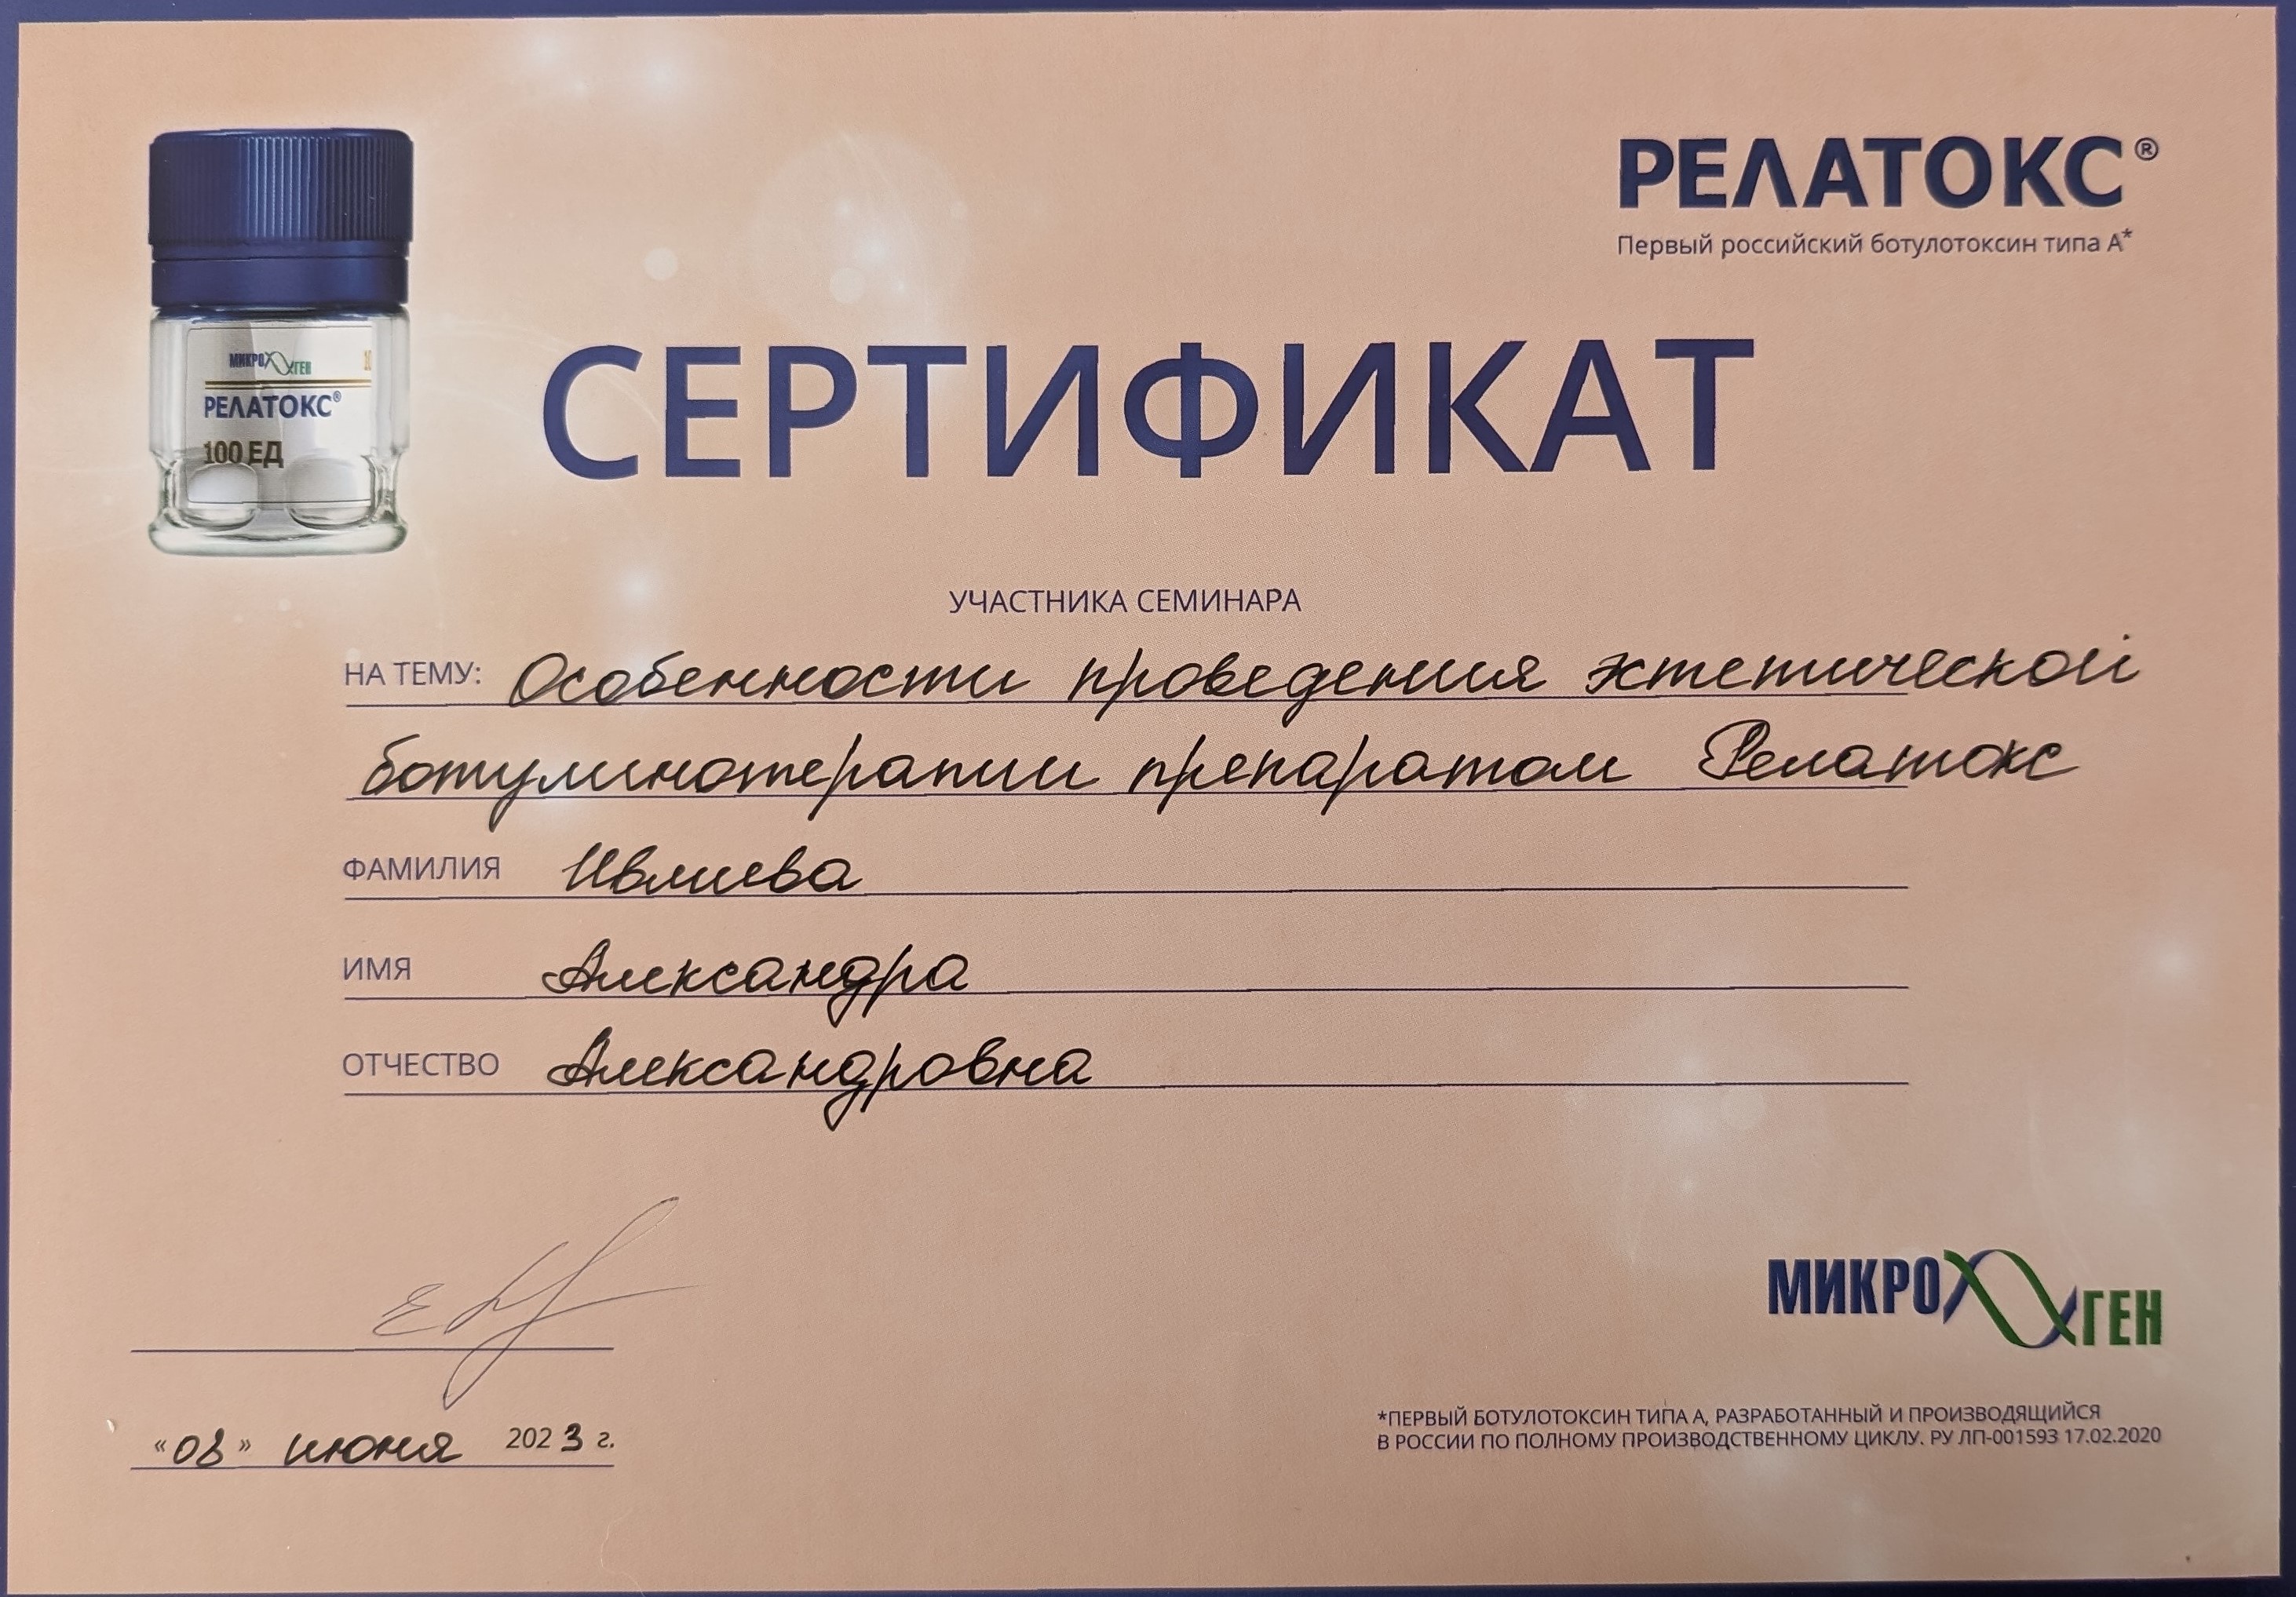 РЕЛАТОКС®
Первый российский ботулотоксин типа А*
МИКРОГЕН
РЕЛАТОКС®
100 ЕД
СЕРТИФИКАТ
УЧАСТНИКА СЕМИНАРА
НА ТЕМУ: Особенности проведения эстетической
ботулинотерапии препаратом Релатокс
ФАМИЛИЯ Ивлиева
ИМЯ Александра
ОТЧЕСТВО Александровна
МИКРОГЕН
«08» июня 2023 г.
*ПЕРВЫЙ БОТУЛОТОКСИН ТИПА А, РАЗРАБОТАННЫЙ И ПРОИЗВОДЯЩИЙСЯ
В РОССИИ ПО ПОЛНОМУ ПРОИЗВОДСТВЕННОМУ ЦИКЛУ. РУ ЛП-001593 17.02.2020